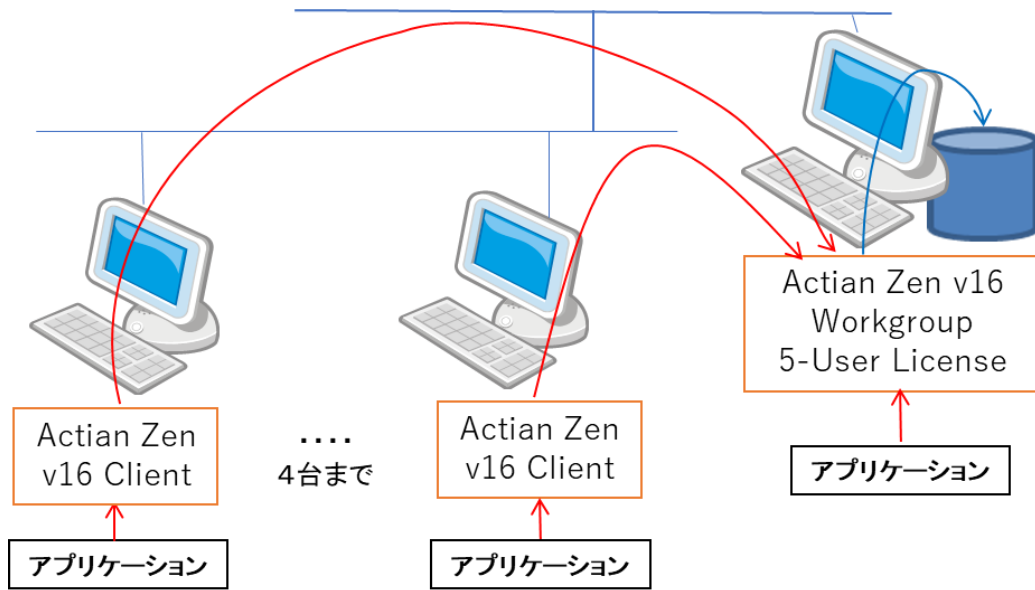 Actian Zen v16
Workgroup
5-User License
Actian Zen
v16 Client
‥‥
4台まで
Actian Zen
v16 Client
アプリケーション
アプリケーション
アプリケーション